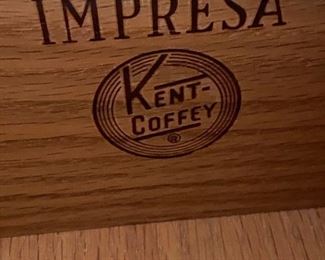 IMPRESA
KENT-
COFFEY
®